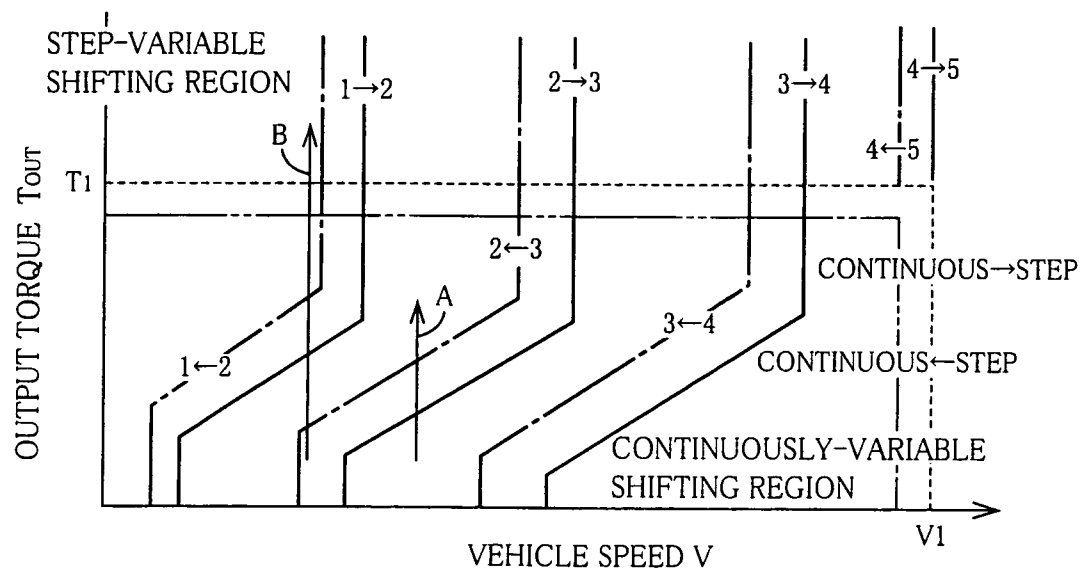 STEP-VARIABLE
SHIFTING REGION
1→2
2→3
3→4
4→5
B
4←5
T1
2←3
CONTINUOUS→STEP
A
3←4
1←2
CONTINUOUS←STEP
CONTINUOUSLY-VARIABLE
SHIFTING REGION
V1
OUTPUT TORQUE TOUT
VEHICLE SPEED V